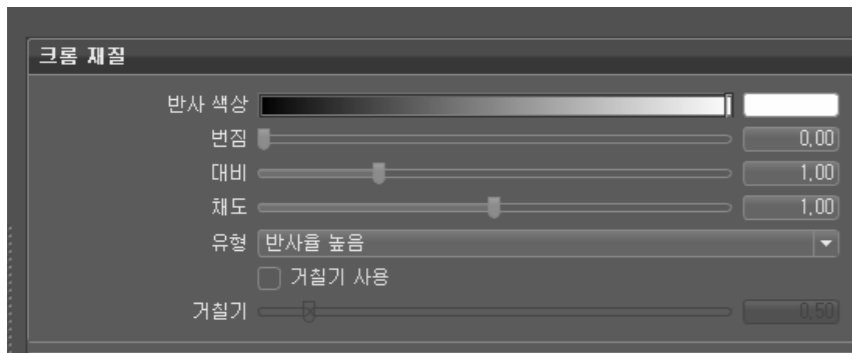 크롬 재질
반사 색상
번짐 0,00
대비 1,00
채도 1,00
유형 반사율 높음
거칠기 사용
거칠기 0,50